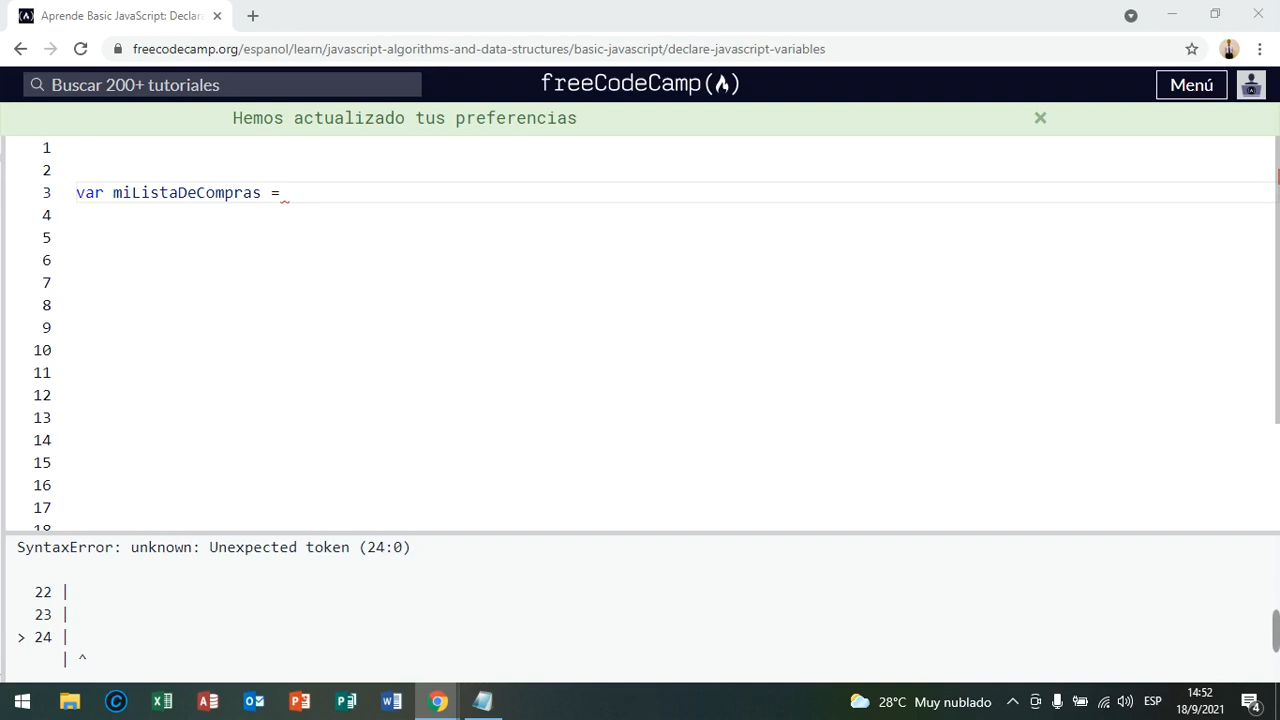 Aprende Basic JavaScript: Declara
freecodecamp.org/espanol/learn/javascript-algorithms-and-data-structures/basic-javascript/declare-javascript-variables
Buscar 200+ tutoriales
freeCodeCamp
Menú
Hemos actualizado tus preferencias
1
2
3 var miListaDeCompras =
4
5
6
7
8
9
10
11
12
13
14
15
16
17
18
SyntaxError: unknown: Unexpected token (24:0)
22 |
23 |
> 24 |
| ^
28°C Muy nublado
ESP
14:52
18/9/2021
4